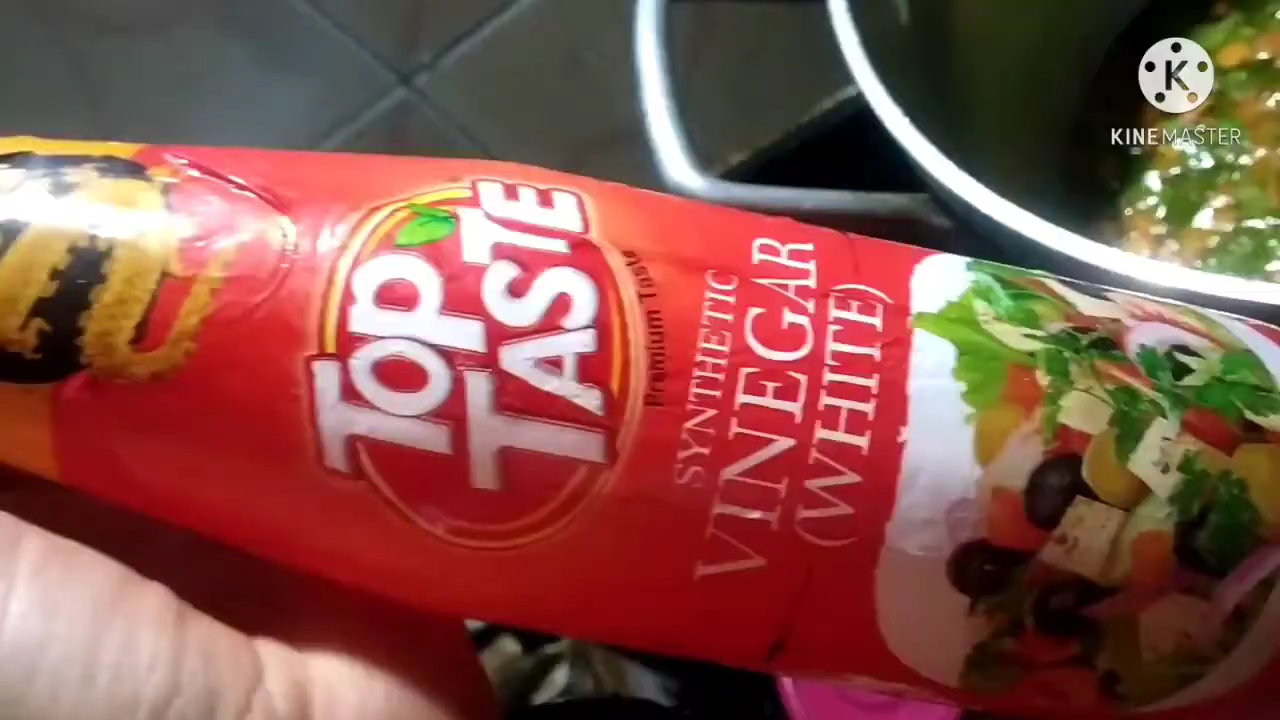 TOP
TASTE
Premium Taste
SYNTHETIC
VINEGAR
(WHITE)
K
KINEMASTER